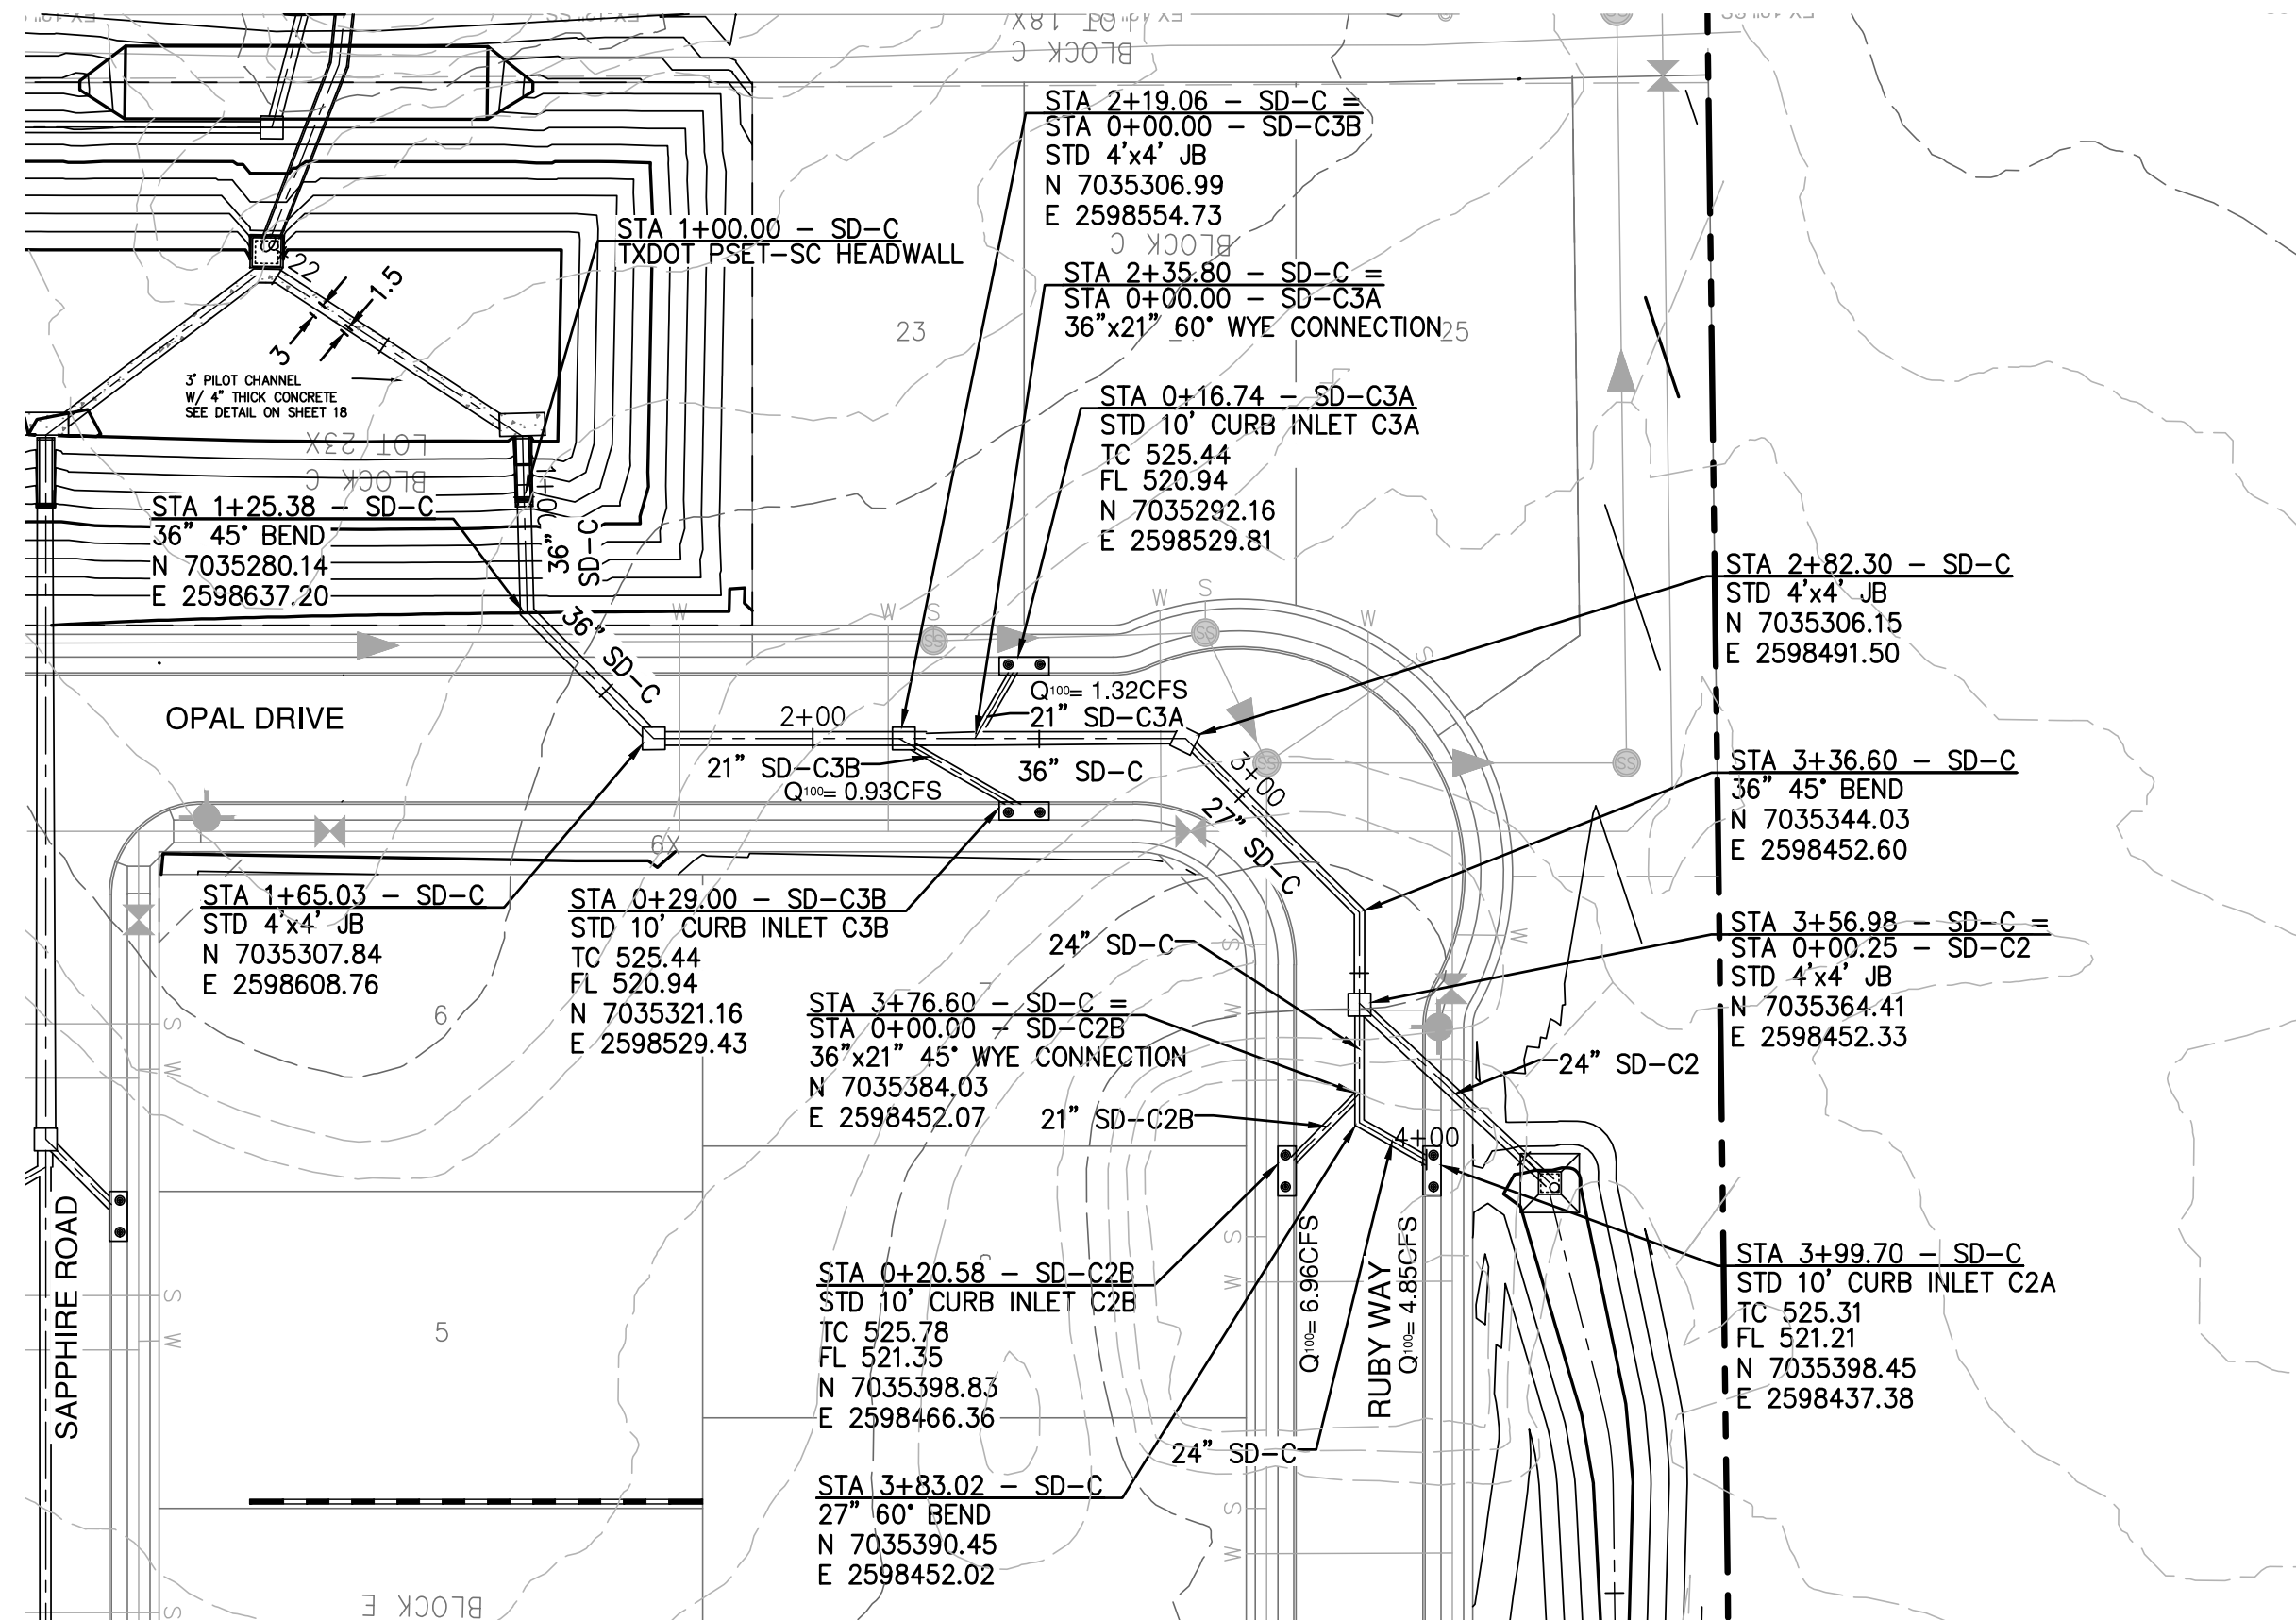 LOT 18X
BLOCK C
STA 2+19.06 – SD–C =
STA 0+00.00 – SD–C3B
STD 4'x4' JB
N 7035306.99
E 2598554.73
BLOCK C
STA 1+00.00 – SD–C
TXDOT PSET–SC HEADWALL
STA 2+35.80 – SD–C =
STA 0+00.00 – SD–C3A
36"x21" 60° WYE CONNECTION
23
25
22
1.5
3
3' PILOT CHANNEL
W/ 4" THICK CONCRETE
SEE DETAIL ON SHEET 18
LOT 23X
BLOCK C
STA 0+16.74 – SD–C3A
STD 10' CURB INLET C3A
TC 525.44
FL 520.94
N 7035292.16
E 2598529.81
STA 1+25.38 – SD–C
36" 45° BEND
N 7035280.14
E 2598637.20
1+00
36"
SD–C
36" SD–C
STA 2+82.30 – SD–C
STD 4'x4' JB
N 7035306.15
E 2598491.50
W
W
S
W
S
W
S
SS
SS
SS
SS
OPAL DRIVE
2+00
Q100= 1.32CFS
21" SD–C3A
21" SD–C3B
Q100= 0.93CFS
36" SD–C
3+00
27" SD–C
STA 3+36.60 – SD–C
36" 45° BEND
N 7035344.03
E 2598452.60
6X
STA 1+65.03 – SD–C
STD 4'x4' JB
N 7035307.84
E 2598608.76
STA 0+29.00 – SD–C3B
STD 10' CURB INLET C3B
TC 525.44
FL 520.94
N 7035321.16
E 2598529.43
24" SD–C
STA 3+56.98 – SD–C =
STA 0+00.25 – SD–C2
STD 4'x4' JB
N 7035364.41
E 2598452.33
6
STA 3+76.60 – SD–C =
STA 0+00.00 – SD–C2B
36"x21" 45° WYE CONNECTION
N 7035384.03
E 2598452.07
21" SD–C2B
24" SD–C2
4+00
S
W
S
W
S
W
W
S
W
S
W
S
W
S
SAPPHIRE ROAD
5
STA 0+20.58 – SD–C2B
STD 10' CURB INLET C2B
TC 525.78
FL 521.35
N 7035398.83
E 2598466.36
Q100= 6.96CFS
RUBY WAY
Q100= 4.85CFS
STA 3+99.70 – SD–C
STD 10' CURB INLET C2A
TC 525.31
FL 521.21
N 7035398.45
E 2598437.38
24" SD–C
STA 3+83.02 – SD–C
27" 60° BEND
N 7035390.45
E 2598452.02
BLOCK E